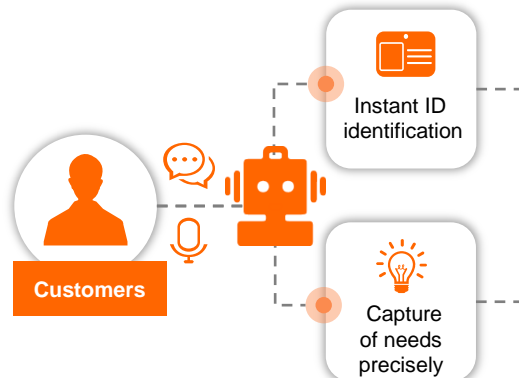 Instant ID
identification
Customers
Capture
of needs
precisely